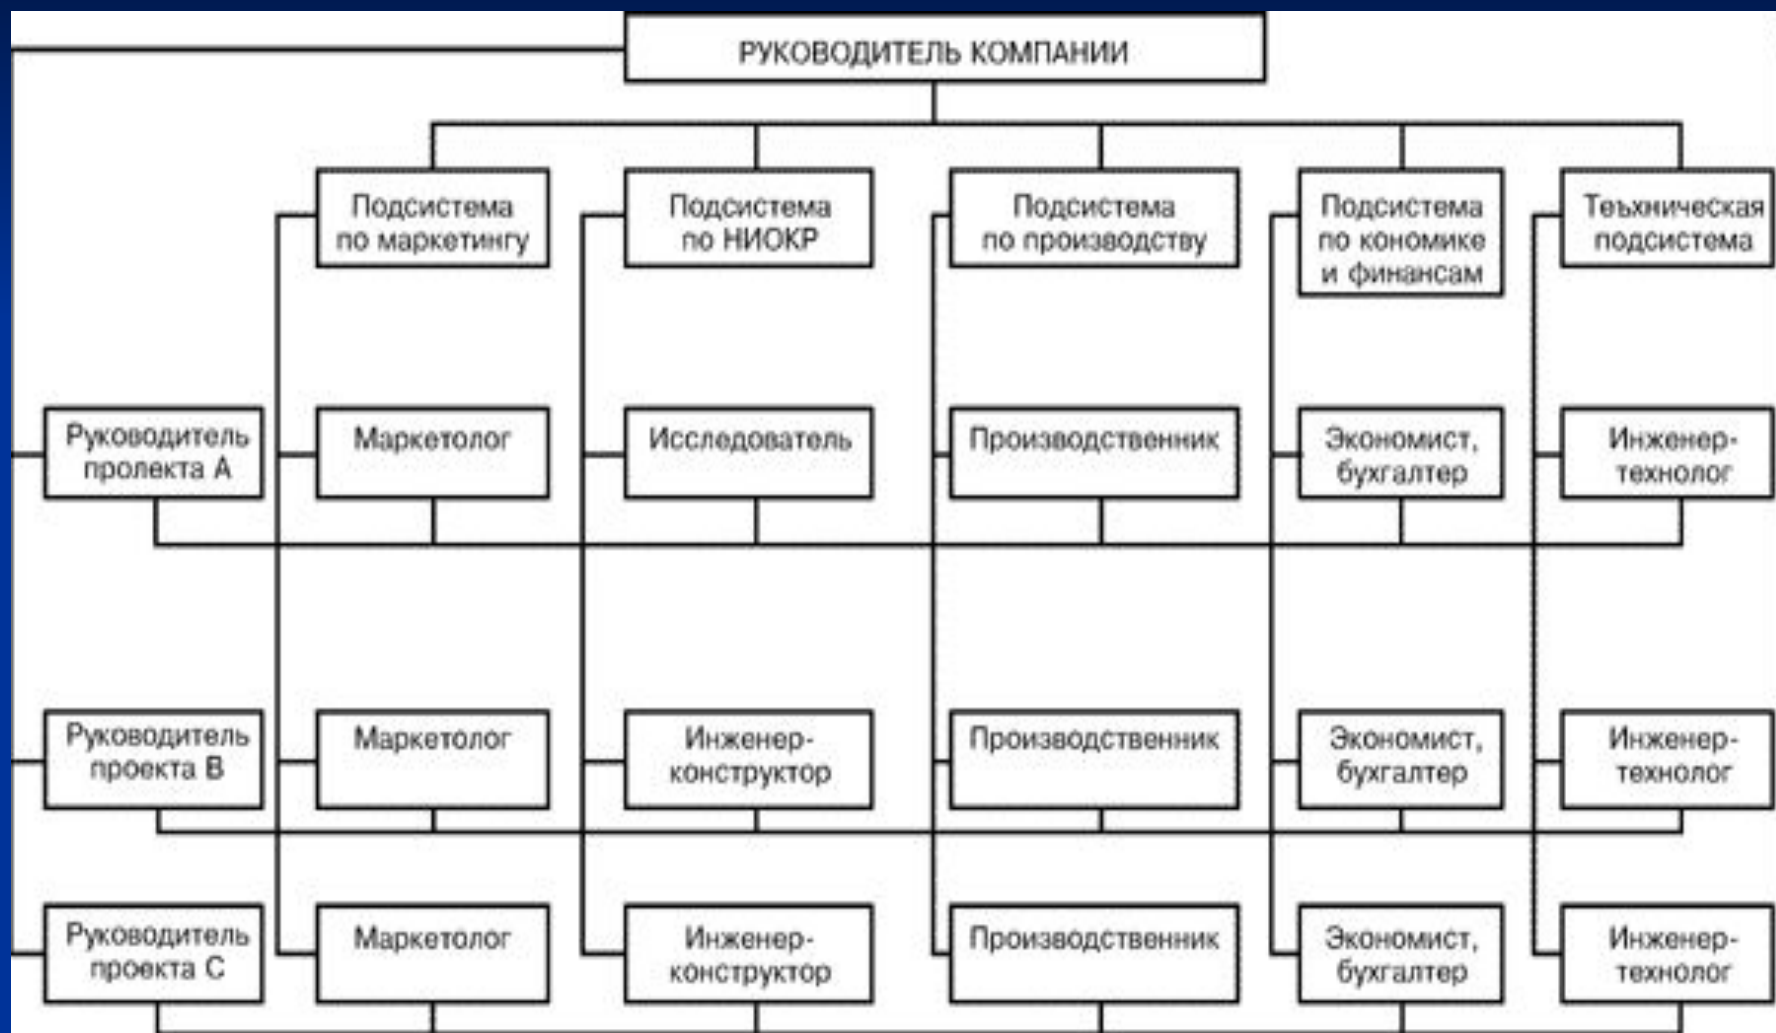 РУКОВОДИТЕЛЬ КОМПАНИИ
Подсистема
по маркетингу
Подсистема
по НИОКР
Подсистема
по производству
Подсистема
по кономике
и финансам
Теъхническая
подсистема
Руководитель
пролекта А
Маркетолог
Исследователь
Производственник
Экономист,
бухгалтер
Инженер-
технолог
Руководитель
проекта В
Маркетолог
Инженер-
конструктор
Производственник
Экономист,
бухгалтер
Инженер-
технолог
Руководитель
проекта С
Маркетолог
Инженер-
конструктор
Производственник
Экономист,
бухгалтер
Инженер-
технолог